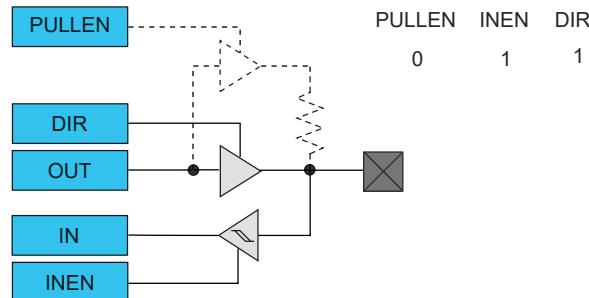 PULLEN
PULLEN INEN DIR
0 1 1
DIR
OUT
IN
INEN